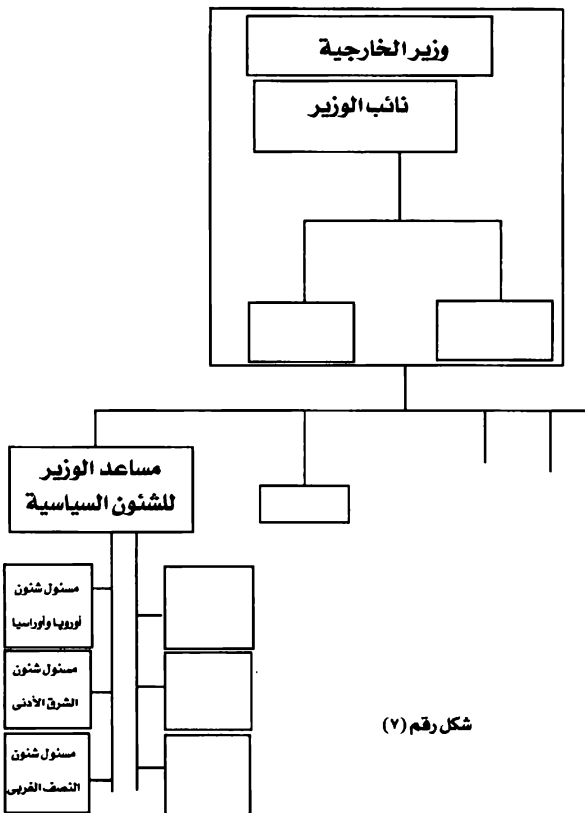 وزير الخارجية
نائب الوزير
مساعد الوزير
للشئون السياسية
مسئول شئون
أوروبا وأوراسيا
مسئول شئون
الشرق الأدنى
مسئول شئون
النصف الغربى
شكل رقم (٧)